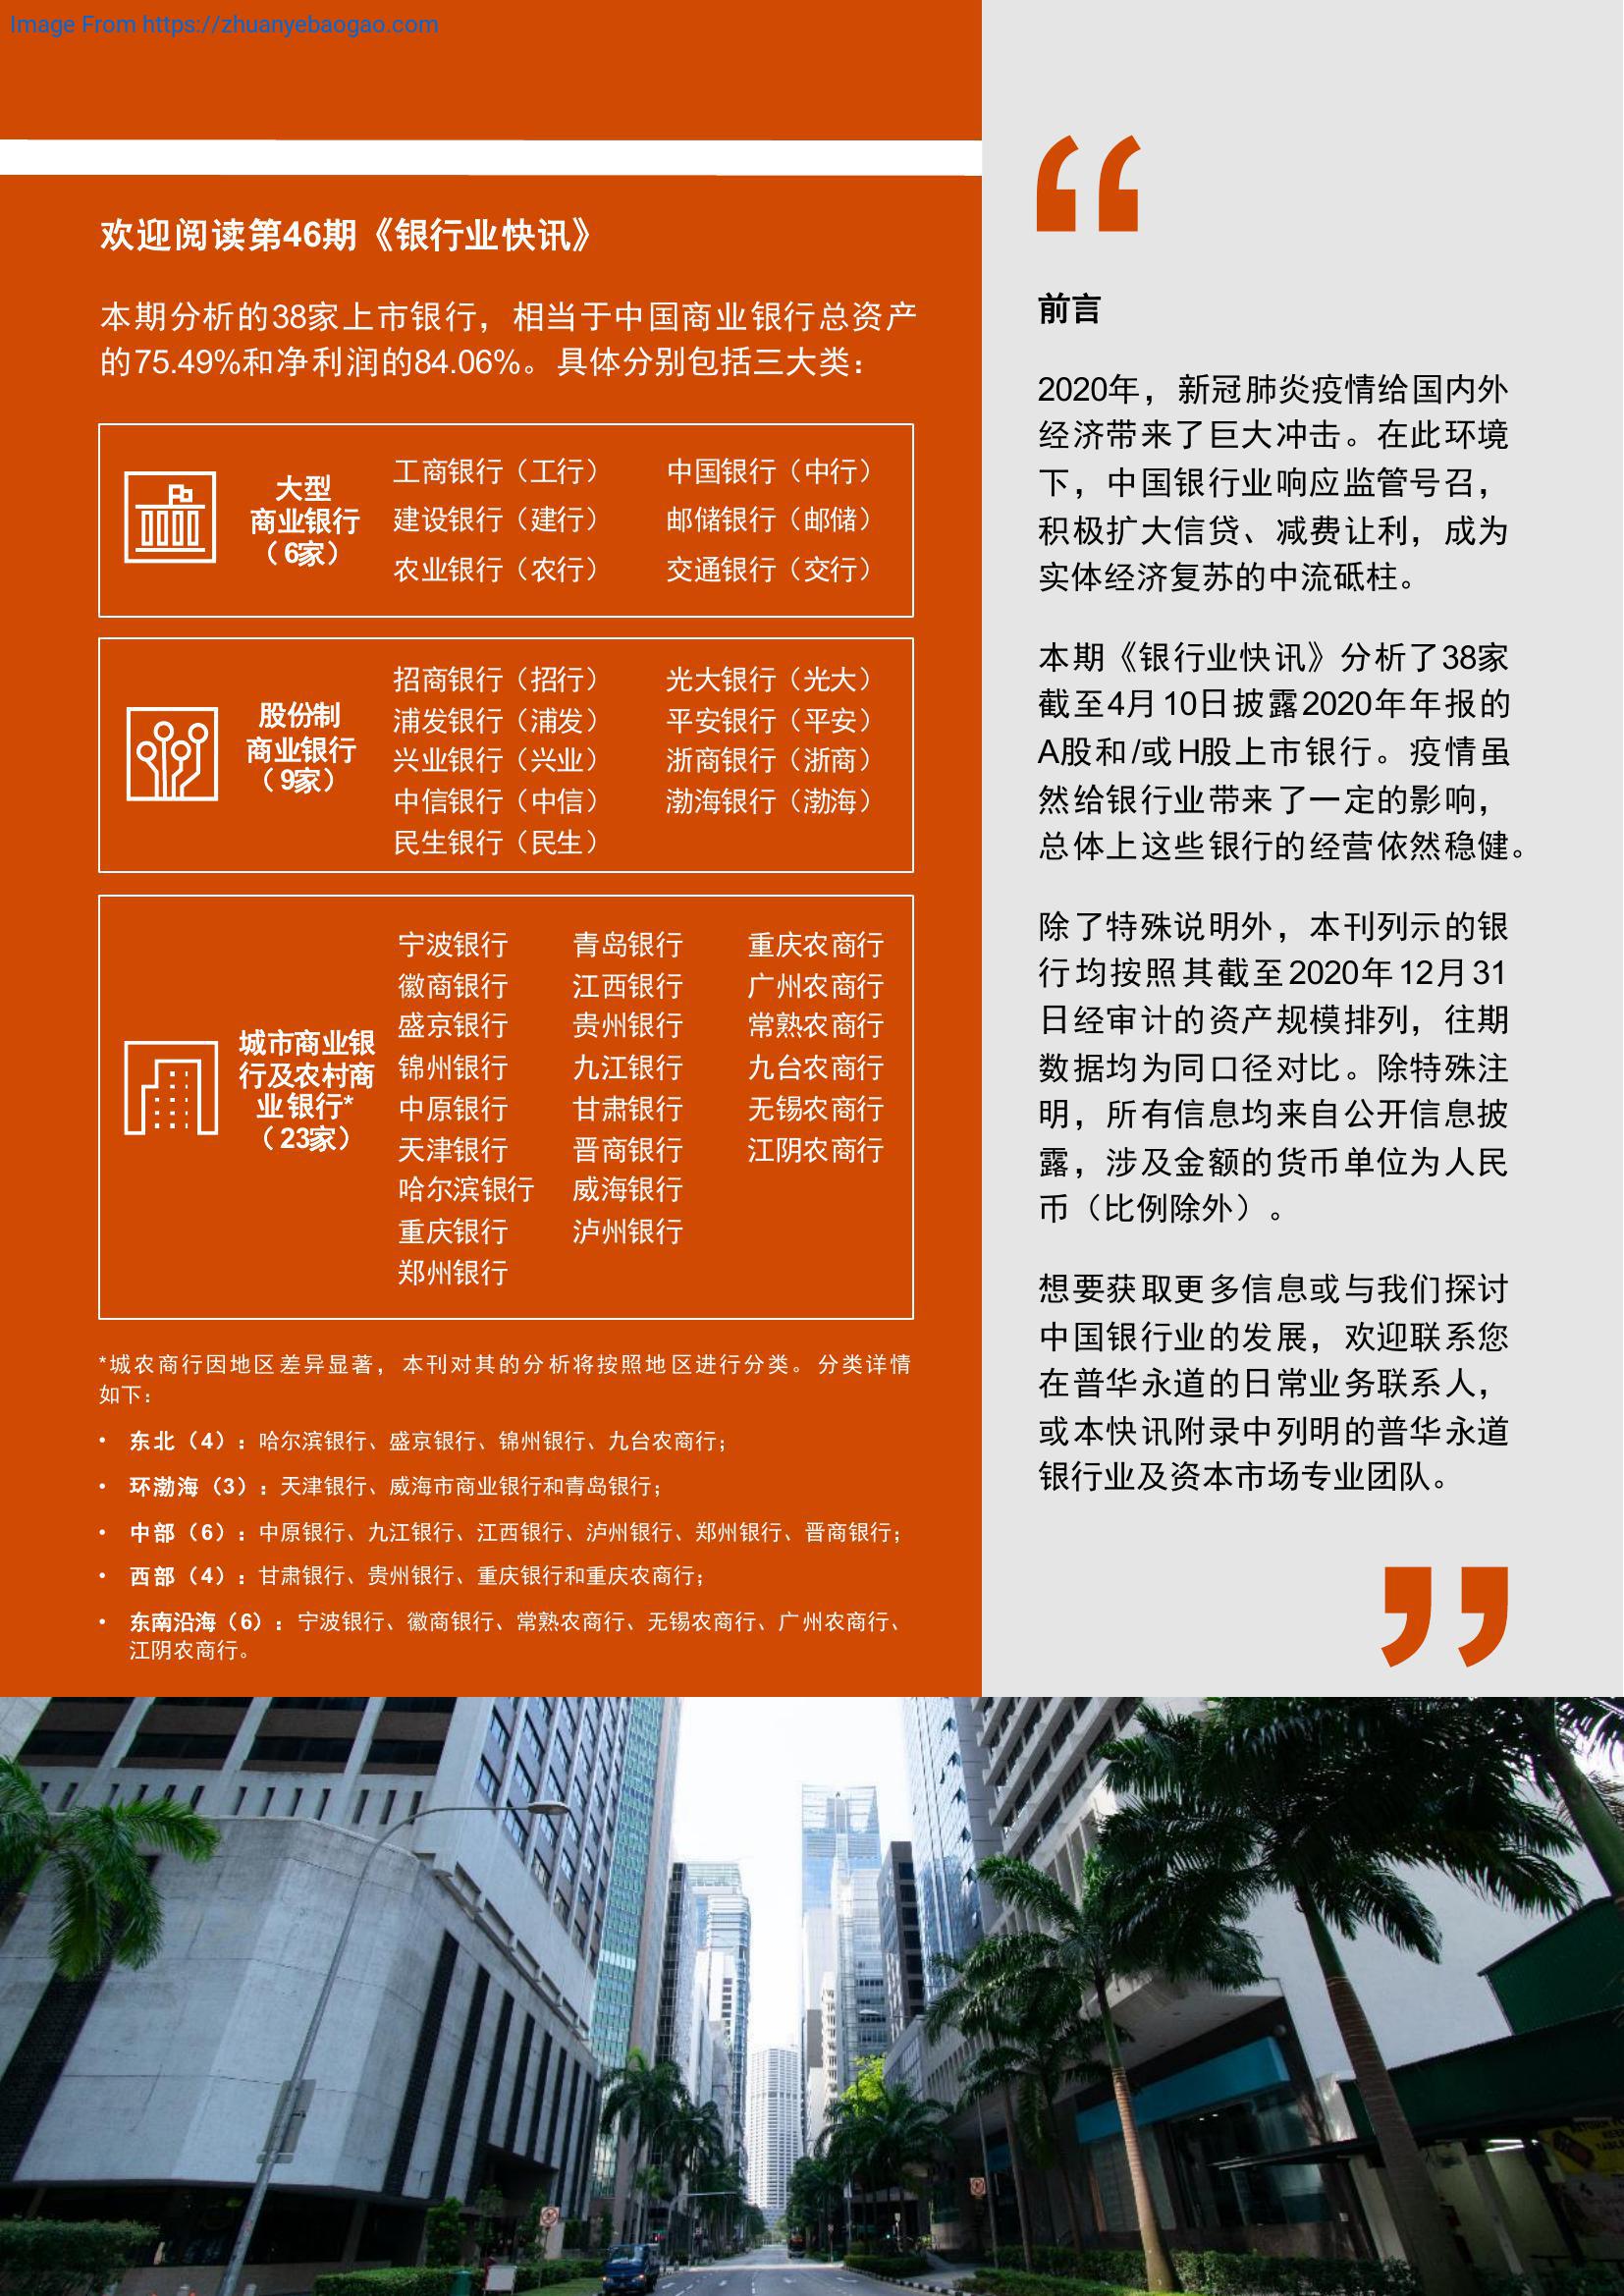 Image From https://zhuanyebaogao.com
欢迎阅读第46期《银行业快讯》
本期分析的38家上市银行，相当于中国商业银行总资产
的75.49%和净利润的84.06%。具体分别包括三大类：
大型
商业银行
（6家）
工商银行（工行） 中国银行（中行）
建设银行（建行） 邮储银行（邮储）
农业银行（农行） 交通银行（交行）
股份制
商业银行
（9家）
招商银行（招行） 光大银行（光大）
浦发银行（浦发） 平安银行（平安）
兴业银行（兴业） 浙商银行（浙商）
中信银行（中信） 渤海银行（渤海）
民生银行（民生）
城市商业银
行及农村商
业银行*
（23家）
宁波银行 青岛银行 重庆农商行
徽商银行 江西银行 广州农商行
盛京银行 贵州银行 常熟农商行
锦州银行 九江银行 九台农商行
中原银行 甘肃银行 无锡农商行
天津银行 晋商银行 江阴农商行
哈尔滨银行 威海银行
重庆银行 泸州银行
郑州银行
*城农商行因地区差异显著，本刊对其的分析将按照地区进行分类。分类详情
如下：
• 东北（4）：哈尔滨银行、盛京银行、锦州银行、九台农商行；
• 环渤海（3）：天津银行、威海市商业银行和青岛银行；
• 中部（6）：中原银行、九江银行、江西银行、泸州银行、郑州银行、晋商银行；
• 西部（4）：甘肃银行、贵州银行、重庆银行和重庆农商行；
• 东南沿海（6）：宁波银行、徽商银行、常熟农商行、无锡农商行、广州农商行、
江阴农商行。
前言
2020年，新冠肺炎疫情给国内外
经济带来了巨大冲击。在此环境
下，中国银行业响应监管号召，
积极扩大信贷、减费让利，成为
实体经济复苏的中流砥柱。
本期《银行业快讯》分析了38家
截至4月10日披露2020年年报的
A股和/或H股上市银行。疫情虽
然给银行业带来了一定的影响，
总体上这些银行的经营依然稳健。
除了特殊说明外，本刊列示的银
行均按照其截至2020年12月31
日经审计的资产规模排列，往期
数据均为同口径对比。除特殊注
明，所有信息均来自公开信息披
露，涉及金额的货币单位为人民
币（比例除外）。
想要获取更多信息或与我们探讨
中国银行业的发展，欢迎联系您
在普华永道的日常业务联系人，
或本快讯附录中列明的普华永道
银行业及资本市场专业团队。